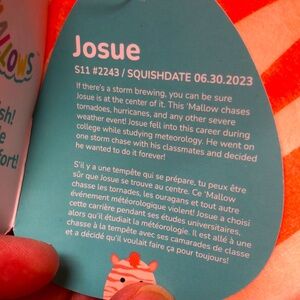 MALLOWS
sh!
e
fort!
Josue
S11 #2243 / SQUISHDATE 06.30.2023
If there's a storm brewing, you can be sure
Josue is at the center of it. This 'Mallow chases
tornadoes, hurricanes, and any other severe
weather event! Josue fell into this career during
college while studying meteorology. He went on
one storm chase with his classmates and decided
he wanted to do it forever!
S'il y a une tempête qui se prépare, tu peux être
sûr que Josue se trouve au centre. Ce 'Mallow
chasse les tornades, les ouragans et tout autre
événement météorologique violent! Josue a choisi
cette carrière pendant ses études universitaires,
alors qu'il étudiait la météorologie. Il est allé à une
chasse à la tempête avec ses camarades de classe
et a décidé qu'il voulait faire ça pour toujours!